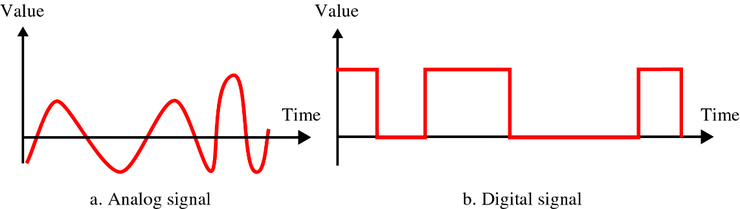 Value
Time
a. Analog signal
Value
Time
b. Digital signal